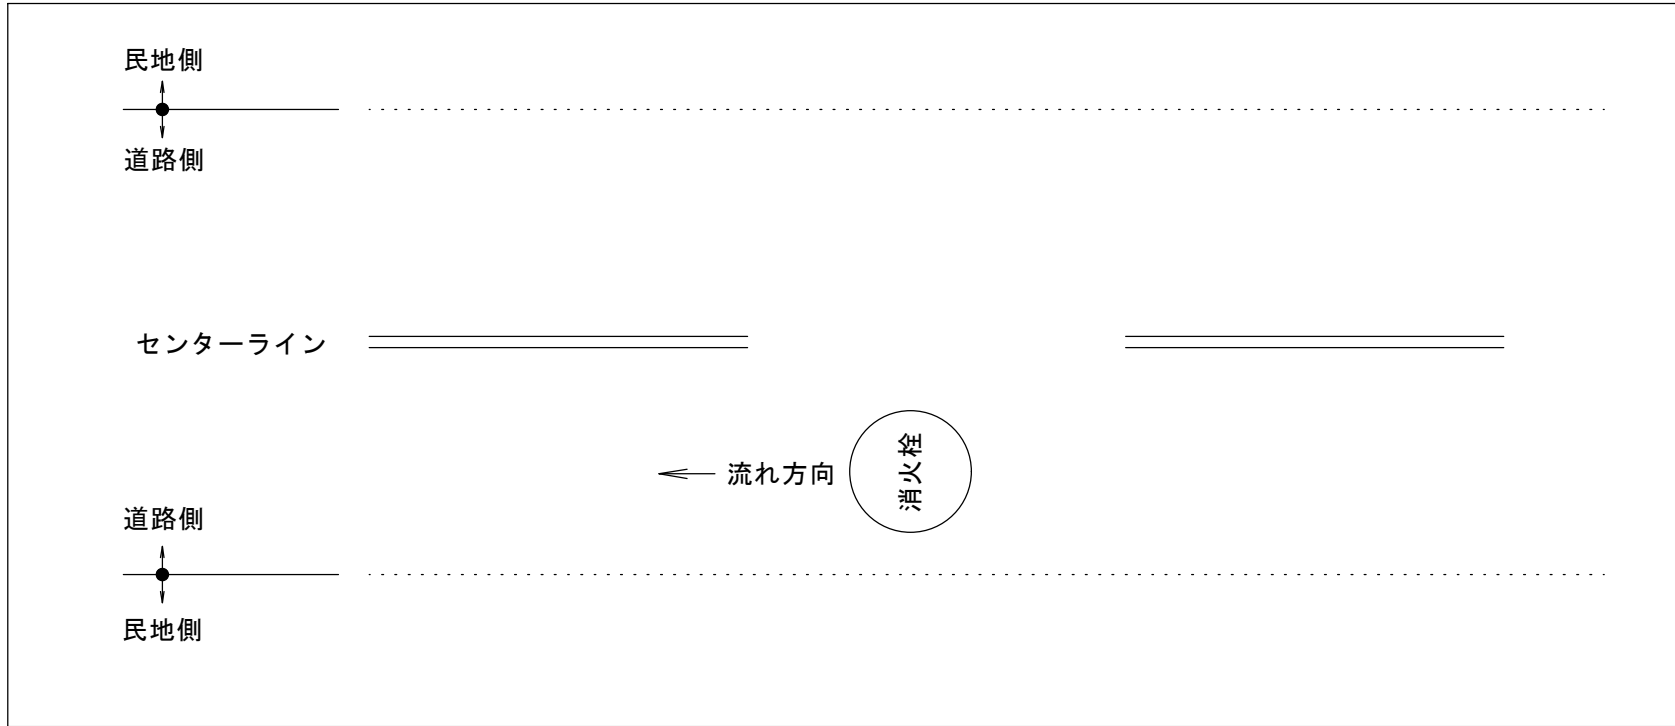 民地側
道路側
センターライン
流れ方向
消火栓
道路側
民地側